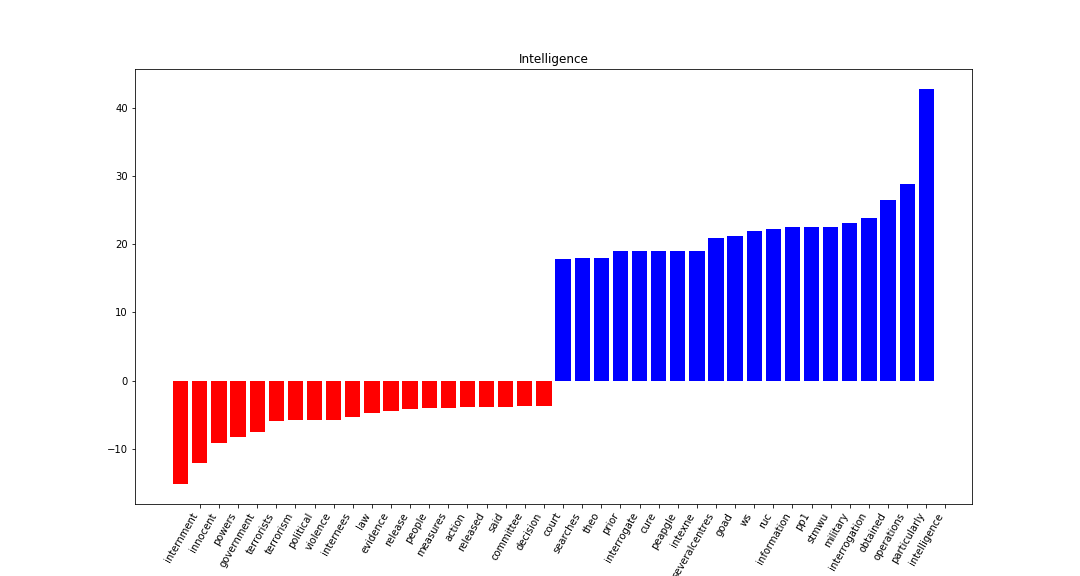 Intelligence
40
30
20
10
0
−10
internment
innocent
powers
government
terrorists
terrorism
political
violence
internees
law
evidence
release
people
measures
action
released
said
committee
decision
court
searches
theo
prior
interrogate
cure
peapgle
intexne
severalcentres
goad
ws
ruc
information
pp1
stmwu
military
interrogation
obtained
operations
particularly
intelligence